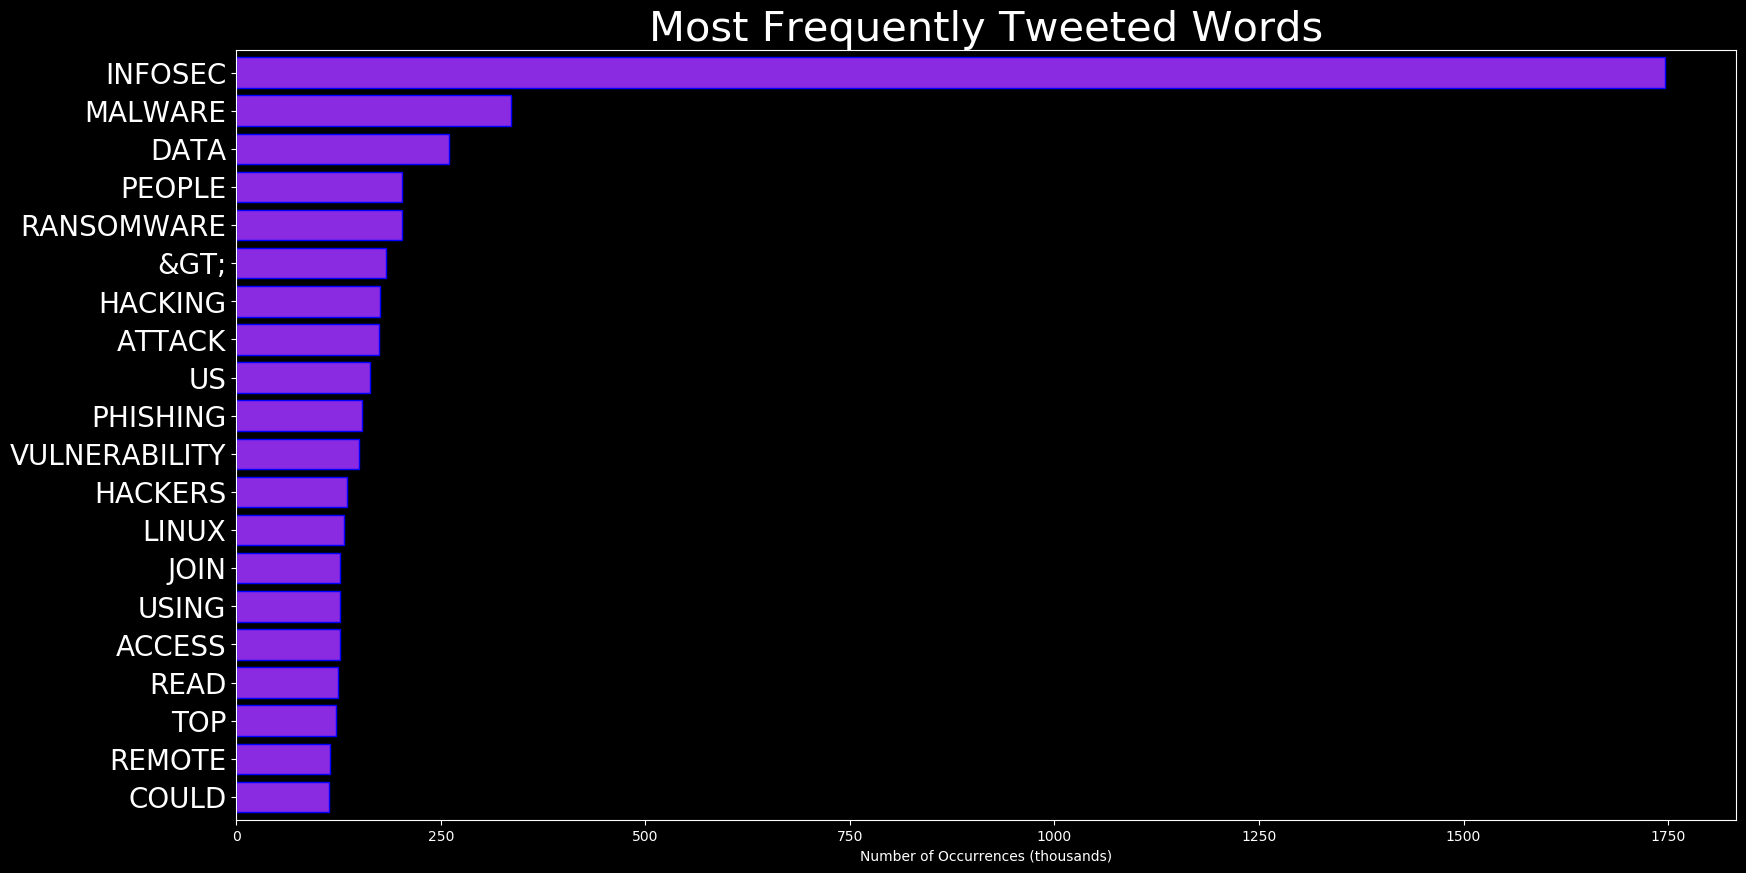 Most Frequently Tweeted Words
INFOSEC
MALWARE
DATA
PEOPLE
RANSOMWARE
&GT;
HACKING
ATTACK
US
PHISHING
VULNERABILITY
HACKERS
LINUX
JOIN
USING
ACCESS
READ
TOP
REMOTE
COULD
0 250 500 750 1000 1250 1500 1750
Number of Occurrences (thousands)